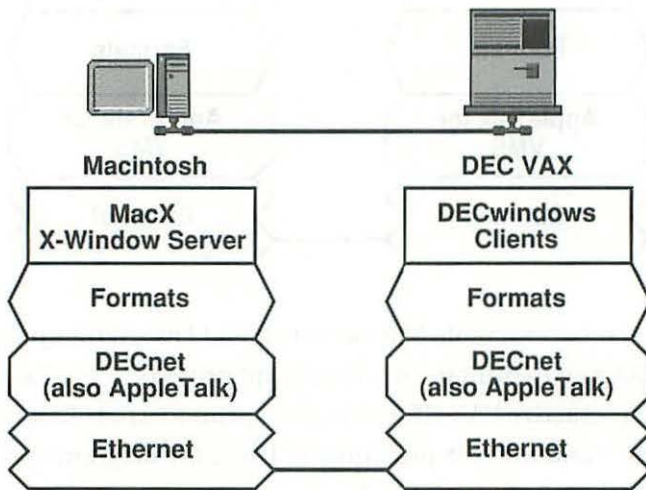 Macintosh
DEC VAX
MacX
X-Window Server
DECwindows
Clients
Formats
Formats
DECnet
(also AppleTalk)
DECnet
(also AppleTalk)
Ethernet
Ethernet